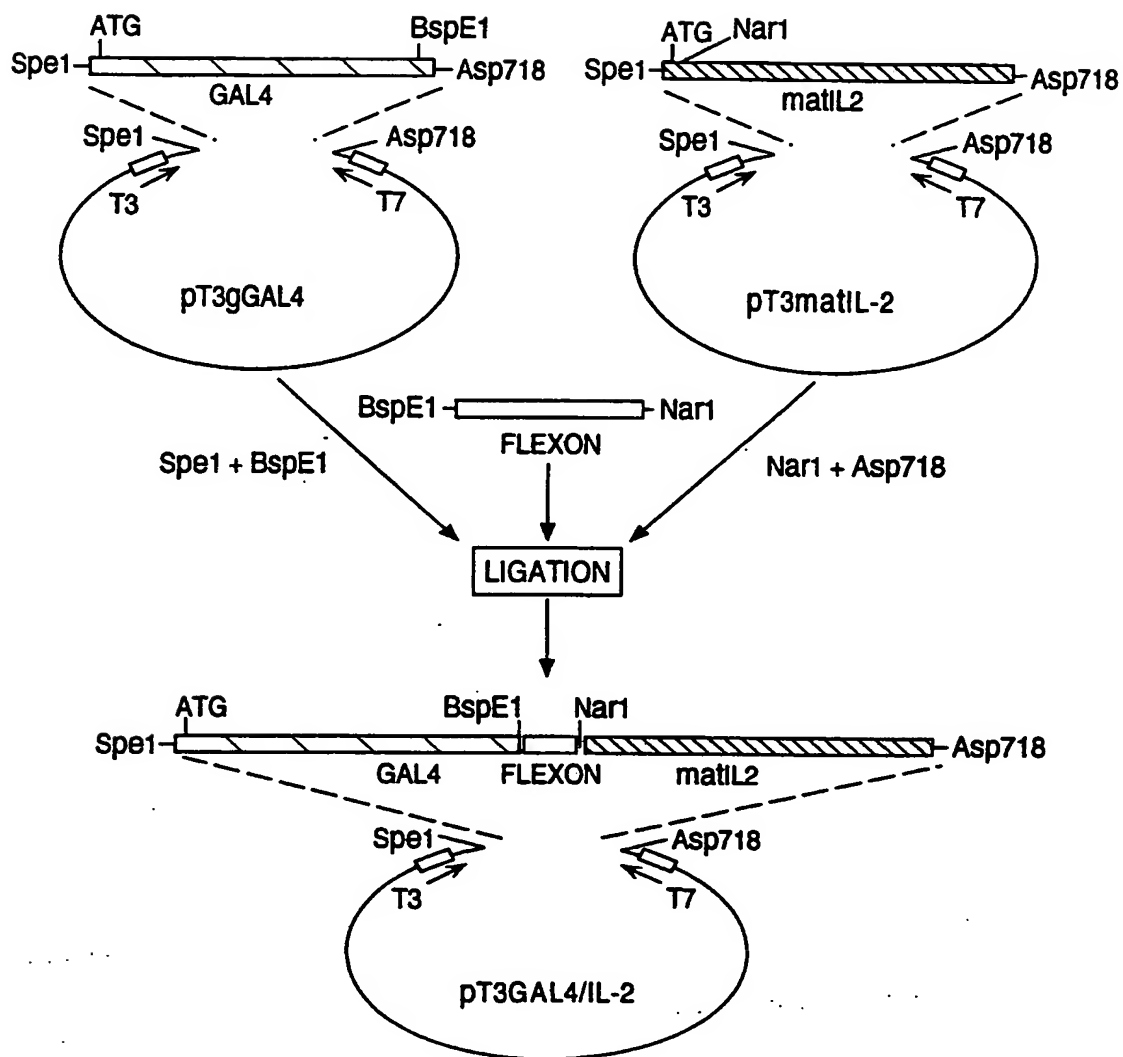 ATG
BspE1
Spe1
Asp718
GAL4
Spe1
Asp718
T3
T7
pT3gGAL4
ATG
Nar1
Spe1
Asp718
matIL2
Spe1
Asp718
T3
T7
pT3matIL-2
BspE1
Nar1
FLEXON
Spe1 + BspE1
Nar1 + Asp718
LIGATION
ATG
BspE1
Nar1
Spe1
Asp718
GAL4
FLEXON
matIL2
Spe1
Asp718
T3
T7
pT3GAL4/IL-2